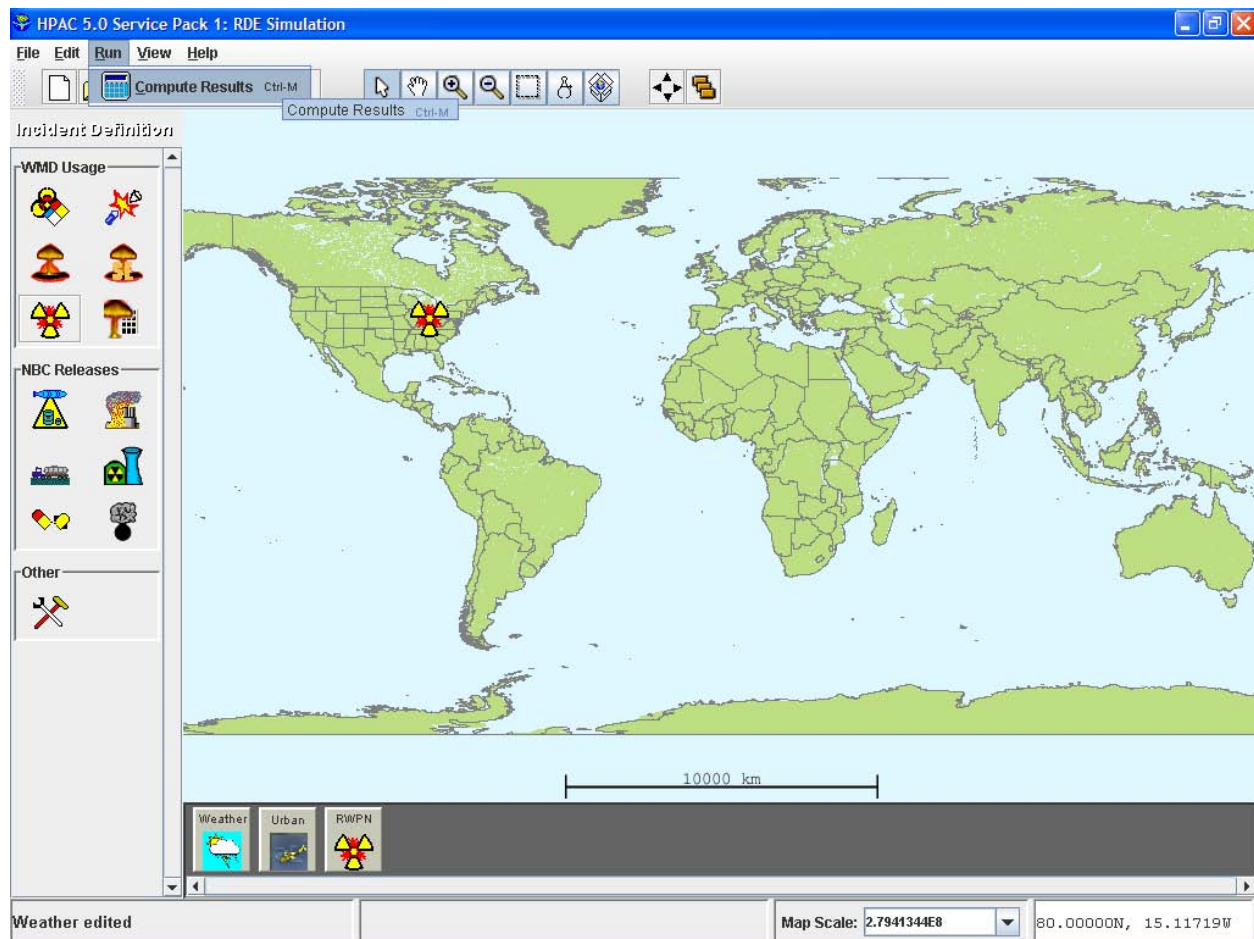 HPAC 5.0 Service Pack 1: RDE Simulation
File Edit Run View Help
Compute Results Ctrl-M
Compute Results Ctrl-M
Incident Definition
WMD Usage
NBC Releases
Other
10000 km
Weather Urban RWPN
Weather edited
Map Scale: 2.7941344E8
80.00000N, 15.11719W